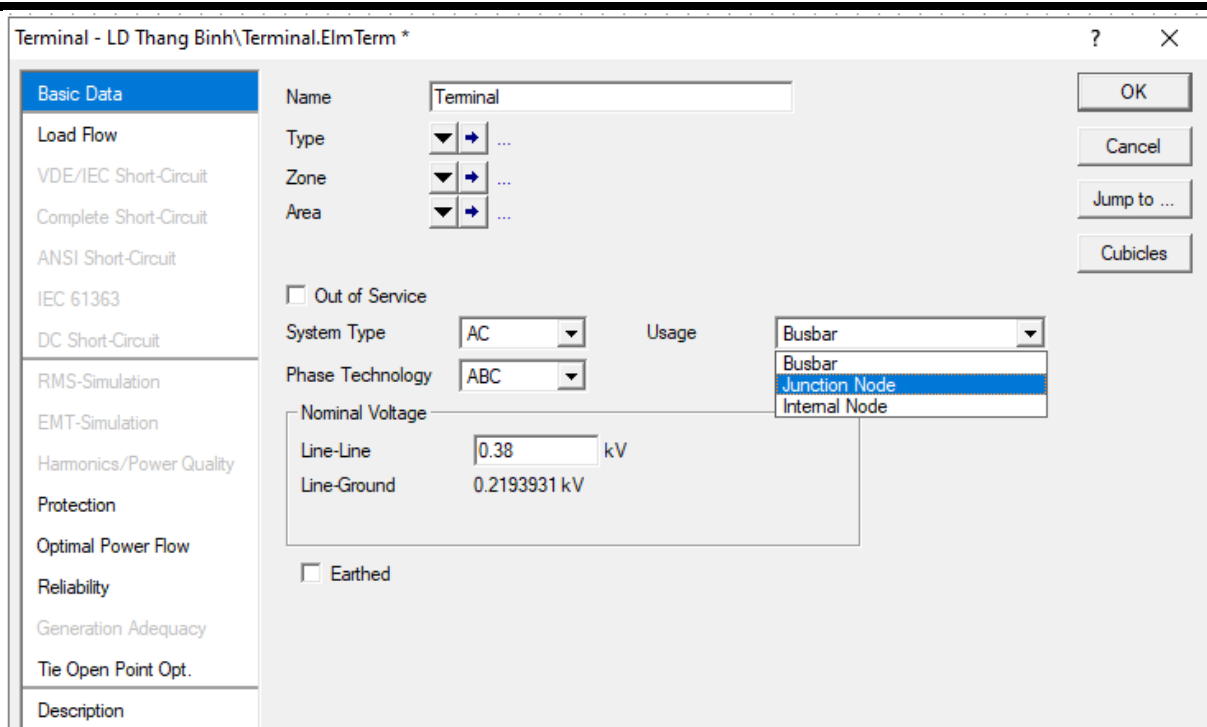 Terminal - LD Thang Binh\Terminal.ElmTerm *
?
Basic Data
Load Flow
VDE/IEC Short-Circuit
Complete Short-Circuit
ANSI Short-Circuit
IEC 61363
DC Short-Circuit
RMS-Simulation
EMT-Simulation
Harmonics/Power Quality
Protection
Optimal Power Flow
Reliability
Generation Adequacy
Tie Open Point Opt.
Description
Name Terminal
Type ...
Zone ...
Area ...
Out of Service
System Type AC Usage Busbar
Busbar
Junction Node
Internal Node
Phase Technology ABC
Nominal Voltage
Line-Line 0.38 kV
Line-Ground 0.2193931 kV
Earthed
OK
Cancel
Jump to ...
Cubicles